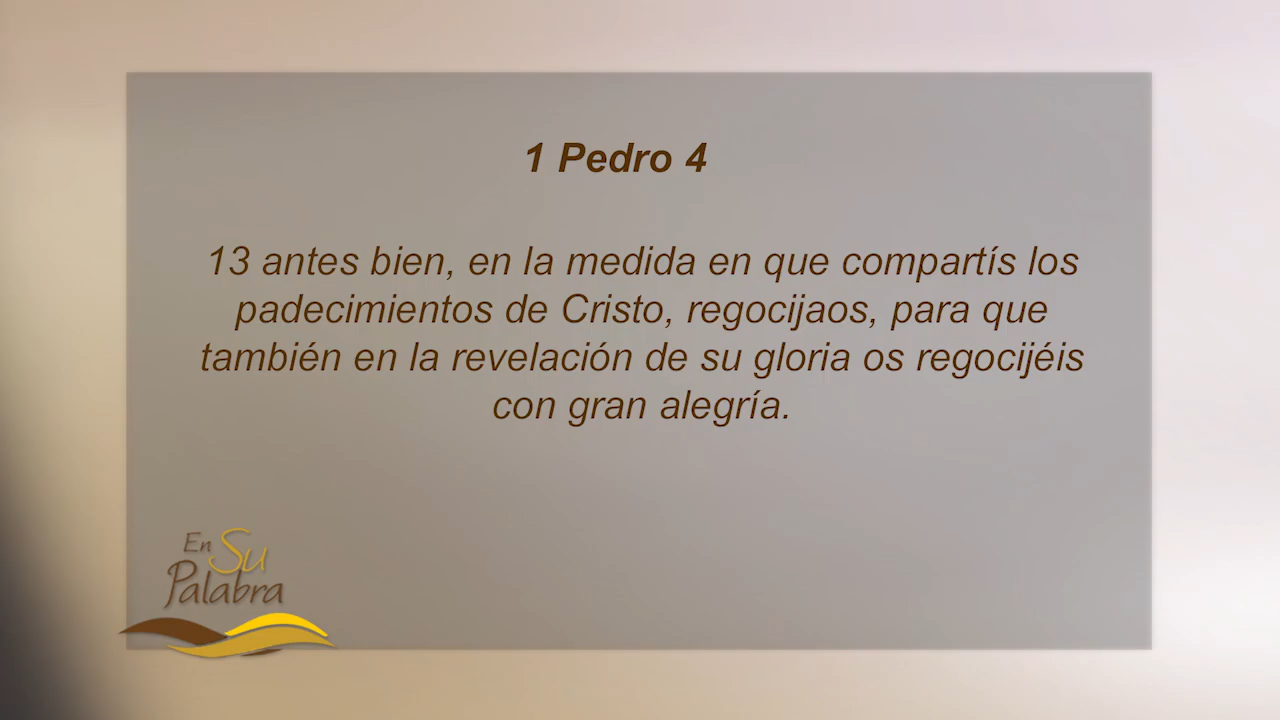 1 Pedro 4
13 antes bien, en la medida en que compartís los
padecimientos de Cristo, regocijaos, para que
también en la revelación de su gloria os regocijéis
con gran alegría.
En Su
Palabra